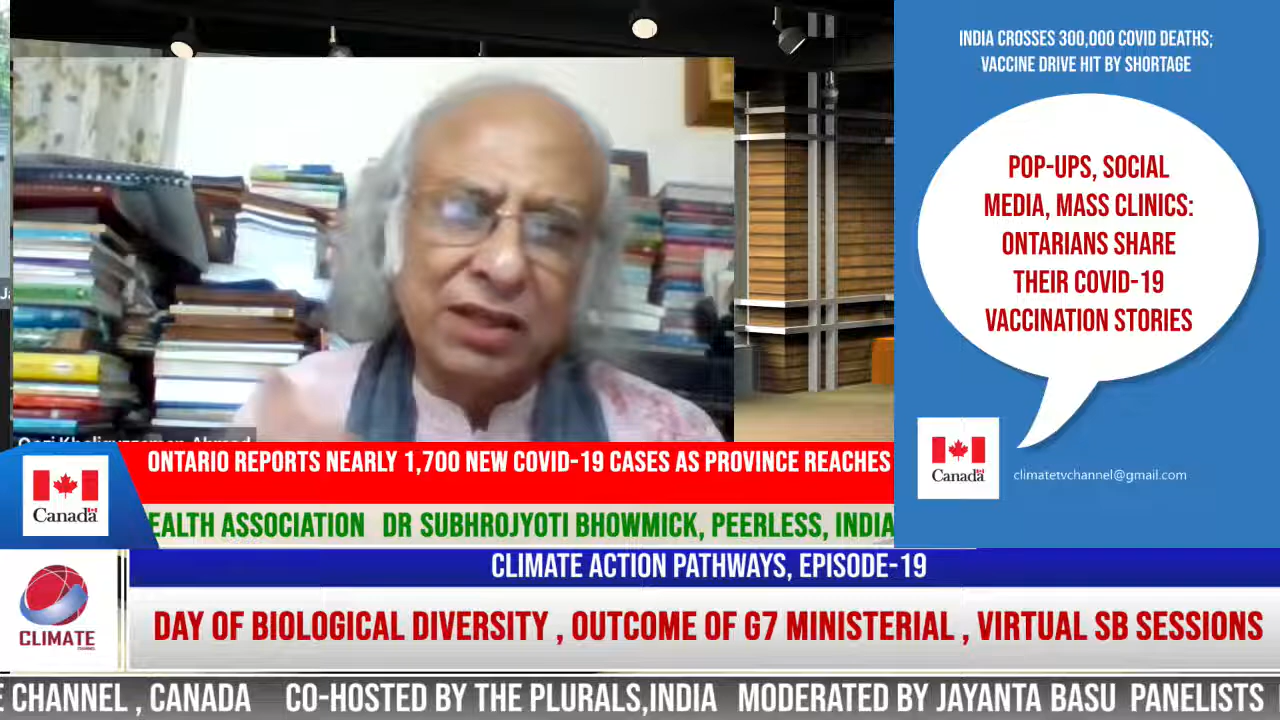 INDIA CROSSES 300,000 COVID DEATHS;
VACCINE DRIVE HIT BY SHORTAGE
POP-UPS, SOCIAL
MEDIA, MASS CLINICS:
ONTARIANS SHARE
THEIR COVID-19
VACCINATION STORIES
Canada
climatetvchannel@gmail.com
Qazi Kholiquzzaman Ahmad
ONTARIO REPORTS NEARLY 1,700 NEW COVID-19 CASES AS PROVINCE REACHES
Canada
EALTH ASSOCIATION DR SUBHROJYOTI BHOWMICK, PEERLESS, INDIA
CLIMATE ACTION PATHWAYS, EPISODE-19
CLIMATE
CHANNEL
DAY OF BIOLOGICAL DIVERSITY , OUTCOME OF G7 MINISTERIAL , VIRTUAL SB SESSIONS
E CHANNEL , CANADA CO-HOSTED BY THE PLURALS,INDIA MODERATED BY JAYANTA BASU PANELISTS